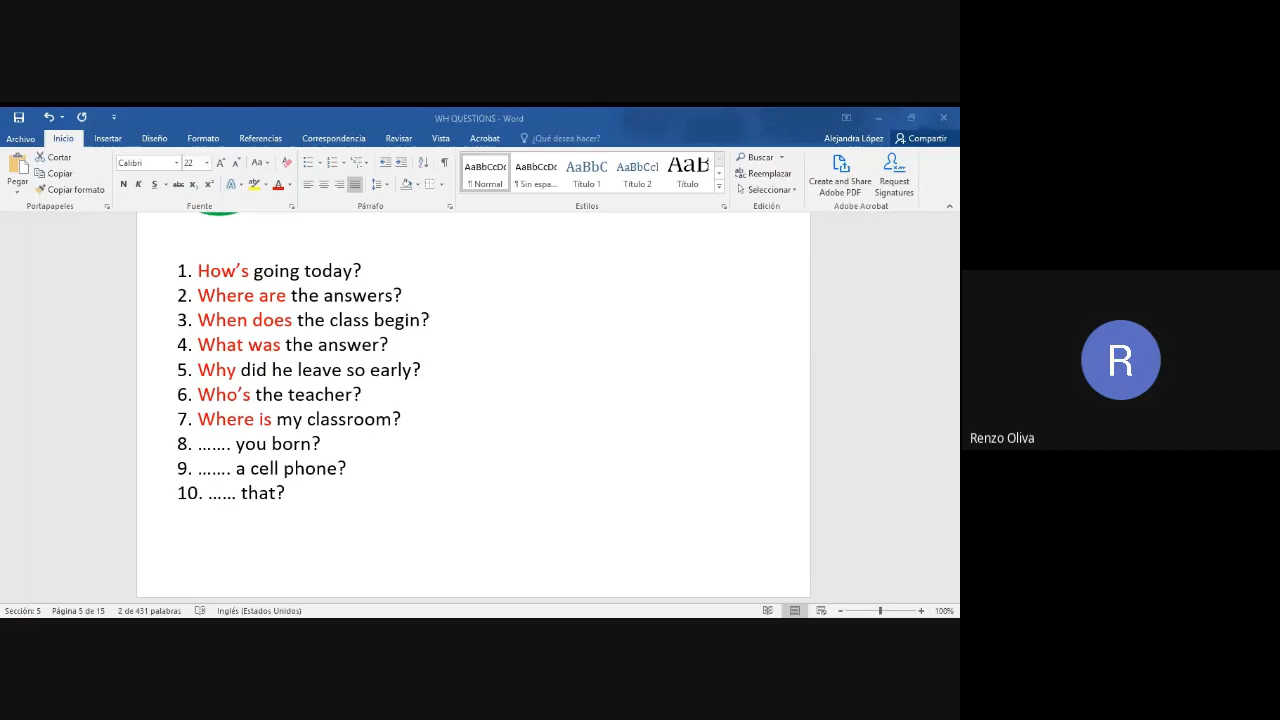 WH QUESTIONS - Word
Archivo Inicio Insertar Diseño Formato Referencias Correspondencia Revisar Vista Acrobat ¿Qué desea hacer? Alejandra López Compartir
Pegar Cortar Copiar Copiar formato
Calibri 22
N K S abc x₂ x²
AaBbCcDc AaBbCcDc AaBbC AaBbCcI AaB
¶ Normal ¶ Sin espa... Título 1 Título 2 Título
Buscar Reemplazar Seleccionar
Create and Share Adobe PDF Request Signatures
Portapapeles Fuente Párrafo Estilos Edición Adobe Acrobat
1. How’s going today?
2. Where are the answers?
3. When does the class begin?
4. What was the answer?
5. Why did he leave so early?
6. Who’s the teacher?
7. Where is my classroom?
8. ……. you born?
9. ……. a cell phone?
10. …… that?
Sección: 5 Página 5 de 15 2 de 431 palabras Inglés (Estados Unidos) 100%
R
Renzo Oliva